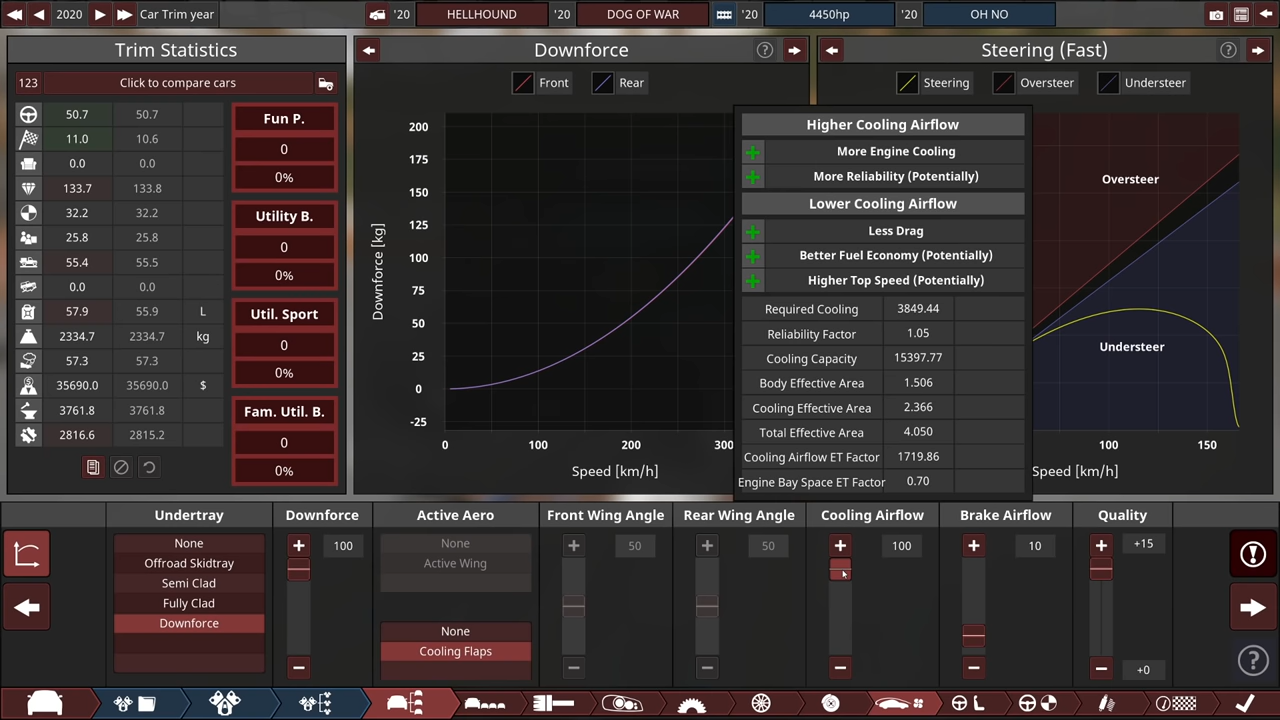 2020 Car Trim year '20 HELLHOUND '20 DOG OF WAR '20 4450hp '20 OH NO
Trim Statistics
123 Click to compare cars
50.7 50.7
11.0 10.6
0.0 0.0
133.7 133.8
32.2 32.2
25.8 25.8
55.4 55.5
0.0 0.0
57.9 55.9 L
2334.7 2334.7 kg
57.3 57.3
35690.0 35690.0 $
3761.8 3761.8
2816.6 2815.2
Fun P.
0
0%
Utility B.
0
0%
Util. Sport
0
0%
Fam. Util. B.
0
0%
Downforce ?
Front Rear
Downforce [kg]
200
175
150
125
100
75
50
25
0
-25
0 100 200 300
Speed [km/h]
Steering (Fast) ?
Steering Oversteer Understeer
Oversteer
Understeer
100 150
Speed [km/h]
Higher Cooling Airflow
More Engine Cooling
More Reliability (Potentially)
Lower Cooling Airflow
Less Drag
Better Fuel Economy (Potentially)
Higher Top Speed (Potentially)
Required Cooling 3849.44
Reliability Factor 1.05
Cooling Capacity 15397.77
Body Effective Area 1.506
Cooling Effective Area 2.366
Total Effective Area 4.050
Cooling Airflow ET Factor 1719.86
Engine Bay Space ET Factor 0.70
Undertray
None
Offroad Skidtray
Semi Clad
Fully Clad
Downforce
Downforce
100
Active Aero
None
Active Wing
None
Cooling Flaps
Front Wing Angle
50
Rear Wing Angle
50
Cooling Airflow
100
Brake Airflow
10
Quality
+15
+0
?